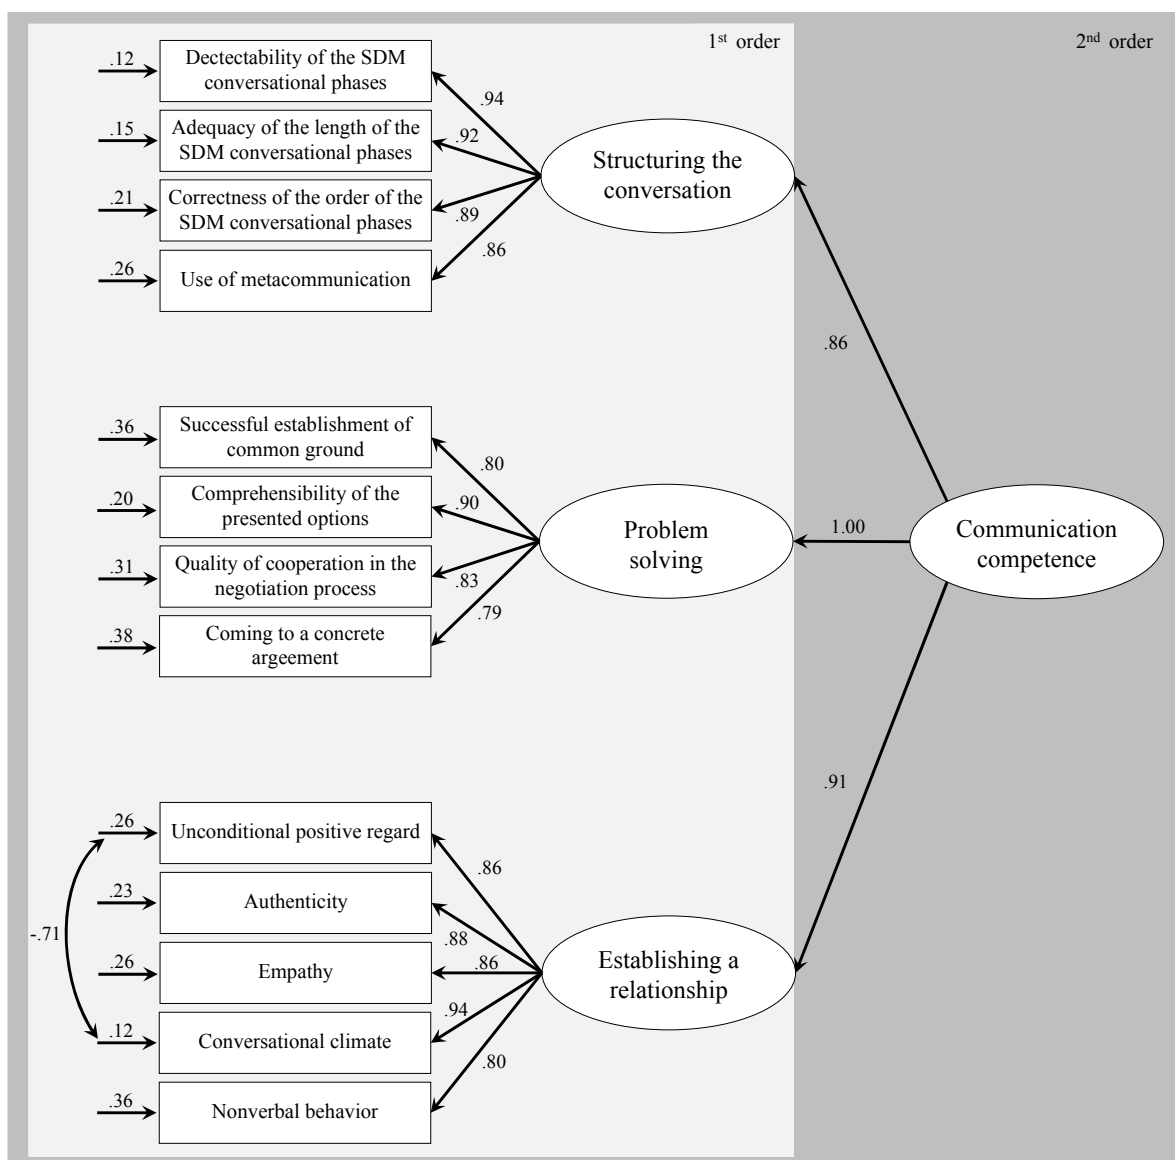 1st order
2nd order
.12
Dectectability of the SDM
conversational phases
.94
.15
Adequacy of the length of the
SDM conversational phases
.92
.21
Correctness of the order of the
SDM conversational phases
.89
.26
Use of metacommunication
.86
Structuring the
conversation
.86
.36
Successful establishment of
common ground
.80
.20
Comprehensibility of the
presented options
.90
.31
Quality of cooperation in the
negotiation process
.83
.38
Coming to a concrete
argeement
.79
Problem
solving
1.00
Communication
competence
.91
.26
Unconditional positive regard
.86
.23
Authenticity
.88
-.71
.26
Empathy
.86
.12
Conversational climate
.94
.36
Nonverbal behavior
.80
Establishing a
relationship